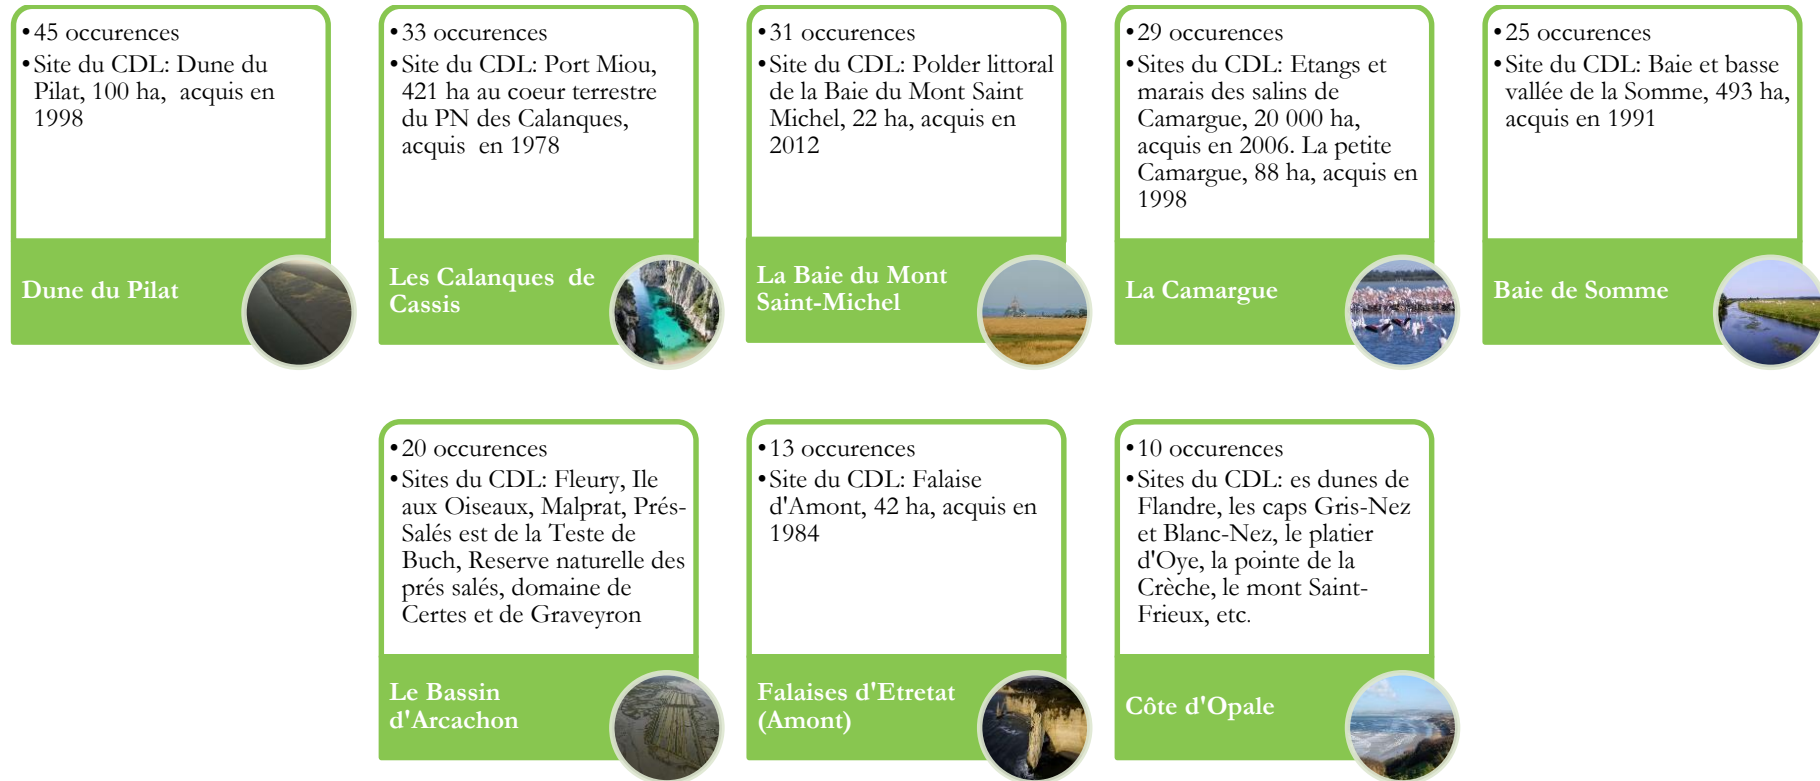 •45 occurences
•Site du CDL: Dune du
Pilat, 100 ha, acquis en
1998
Dune du Pilat
•33 occurences
•Site du CDL: Port Miou,
421 ha au coeur terrestre
du PN des Calanques,
acquis en 1978
Les Calanques de
Cassis
•31 occurences
•Site du CDL: Polder littoral
de la Baie du Mont Saint
Michel, 22 ha, acquis en
2012
La Baie du Mont
Saint-Michel
•29 occurences
•Sites du CDL: Etangs et
marais des salins de
Camargue, 20 000 ha,
acquis en 2006. La petite
Camargue, 88 ha, acquis en
1998
La Camargue
•25 occurences
•Site du CDL: Baie et basse
vallée de la Somme, 493 ha,
acquis en 1991
Baie de Somme
•20 occurences
•Sites du CDL: Fleury, Ile
aux Oiseaux, Malprat, Prés-
Salés est de la Teste de
Buch, Reserve naturelle des
prés salés, domaine de
Certes et de Graveyron
Le Bassin
d'Arcachon
•13 occurences
•Site du CDL: Falaise
d'Amont, 42 ha, acquis en
1984
Falaises d'Etretat
(Amont)
•10 occurences
•Sites du CDL: es dunes de
Flandre, les caps Gris-Nez
et Blanc-Nez, le platier
d'Oye, la pointe de la
Crèche, le mont Saint-
Frieux, etc.
Côte d'Opale